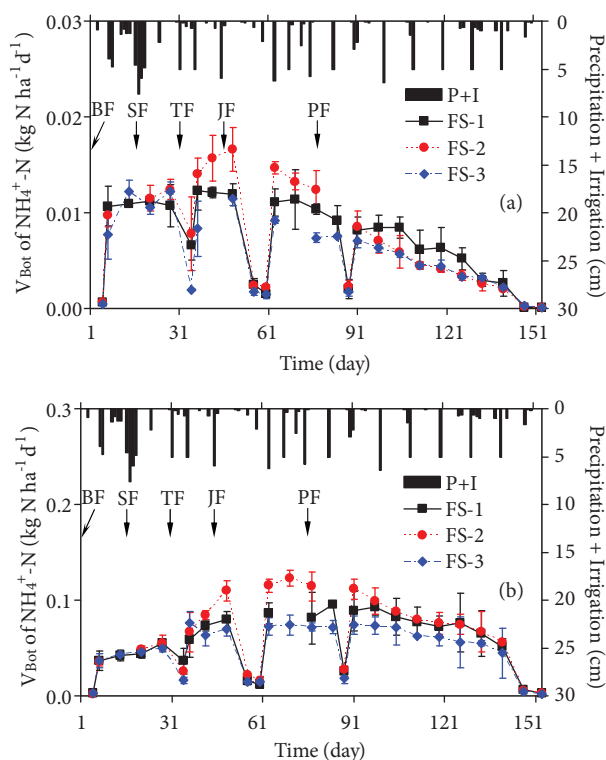 0.03
0.02
0.01
0.00
V_Bot of NH₄⁺-N (kg N ha⁻¹ d⁻¹)
BF
SF
TF
JF
PF
P+I
FS-1
FS-2
FS-3
(a)
0
5
10
15
20
25
30
Precipitation + Irrigation (cm)
1 31 61 91 121 151
Time (day)
0.3
0.2
0.1
0.0
V_Bot of NH₄⁺-N (kg N ha⁻¹ d⁻¹)
BF
SF
TF
JF
PF
P+I
FS-1
FS-2
FS-3
(b)
0
5
10
15
20
25
30
Precipitation + Irrigation (cm)
1 31 61 91 121 151
Time (day)